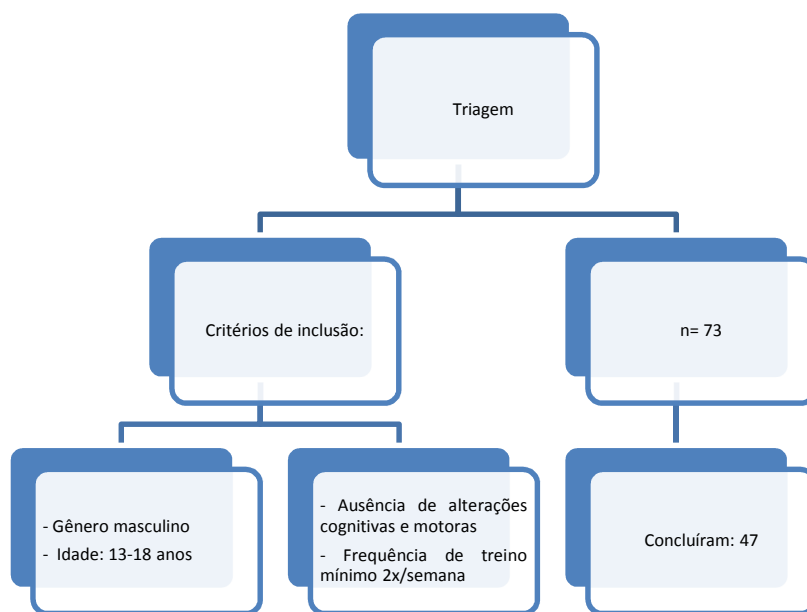 Triagem
Critérios de inclusão:
n= 73
- Gênero masculino
- Idade: 13-18 anos
- Ausência de alterações
cognitivas e motoras
- Frequência de treino
mínimo 2x/semana
Concluíram: 47